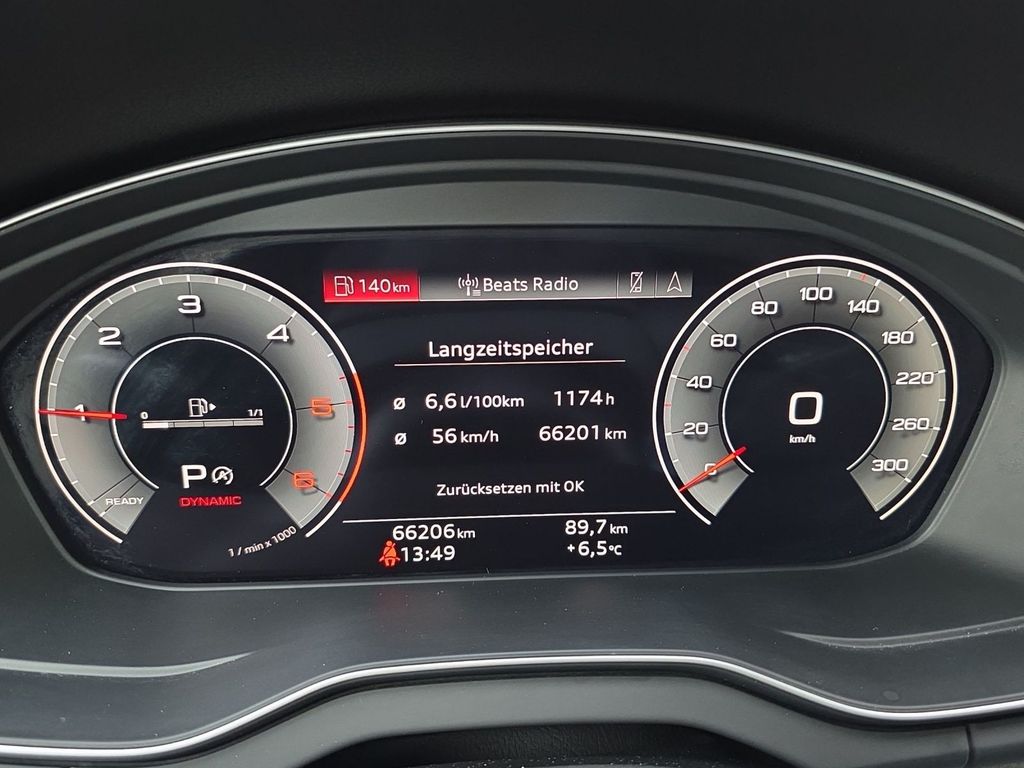 140 km
Beats Radio
Langzeitspeicher
ø 6,6 l/100km 1174 h
ø 56 km/h 66201 km
Zurücksetzen mit OK
66206 km 89,7 km
13:49 +6,5 °C
1
2
3
4
5
6
0 1/1
P
DYNAMIC
READY
1 / min x 1000
0
20
40
60
80
100
140
180
220
260
300
0
km/h